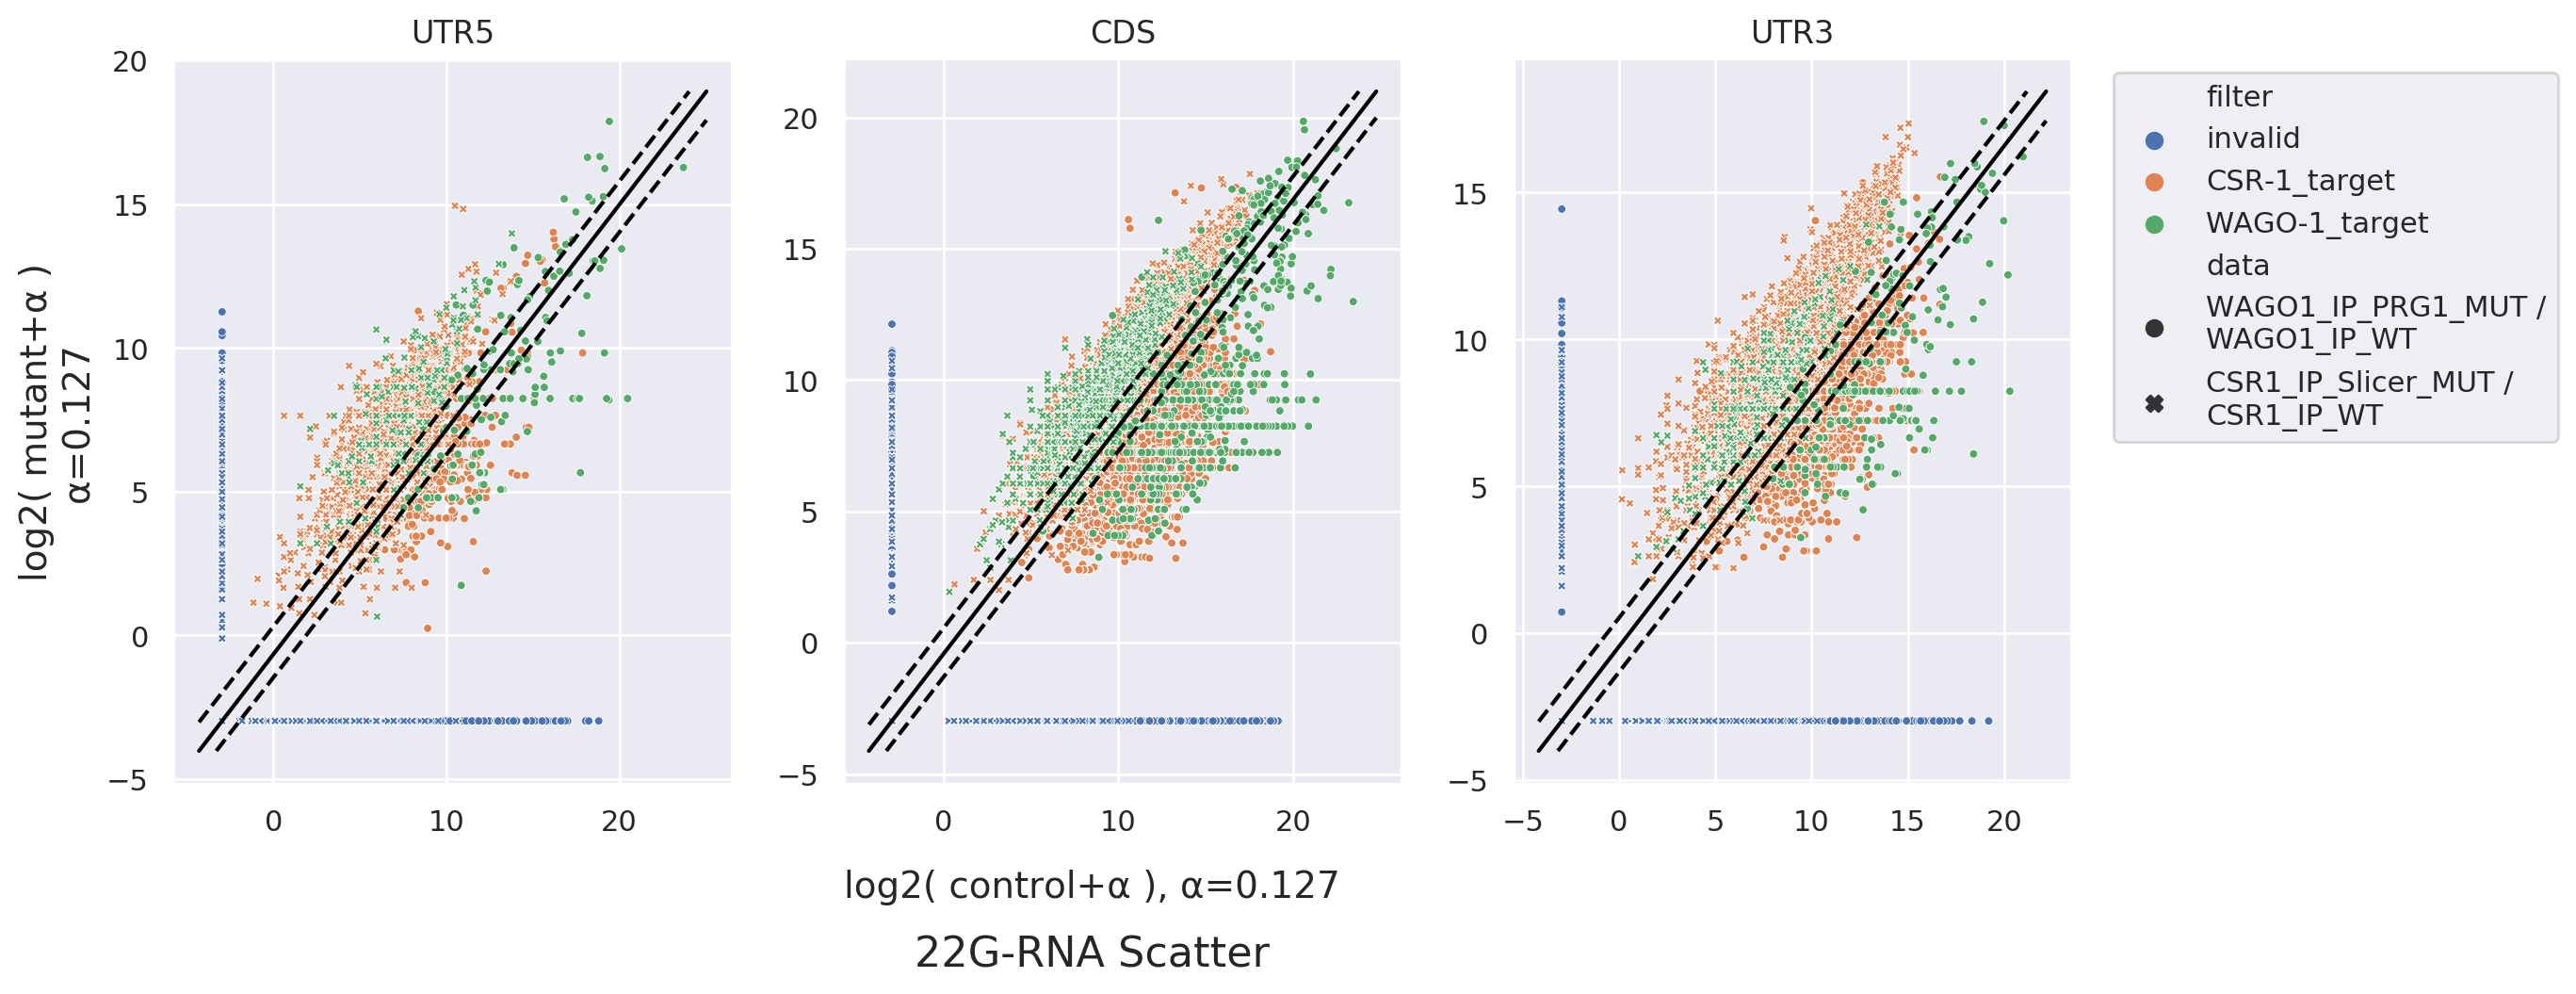 UTR5
CDS
UTR3
log2( mutant+α )
α=0.127
20
15
10
5
0
−5
0
10
20
20
15
10
5
0
−5
0
10
20
15
10
5
0
−5
−5
0
5
10
15
20
filter
invalid
CSR-1_target
WAGO-1_target
data
WAGO1_IP_PRG1_MUT /
WAGO1_IP_WT
CSR1_IP_Slicer_MUT /
CSR1_IP_WT
log2( control+α ), α=0.127
22G-RNA Scatter